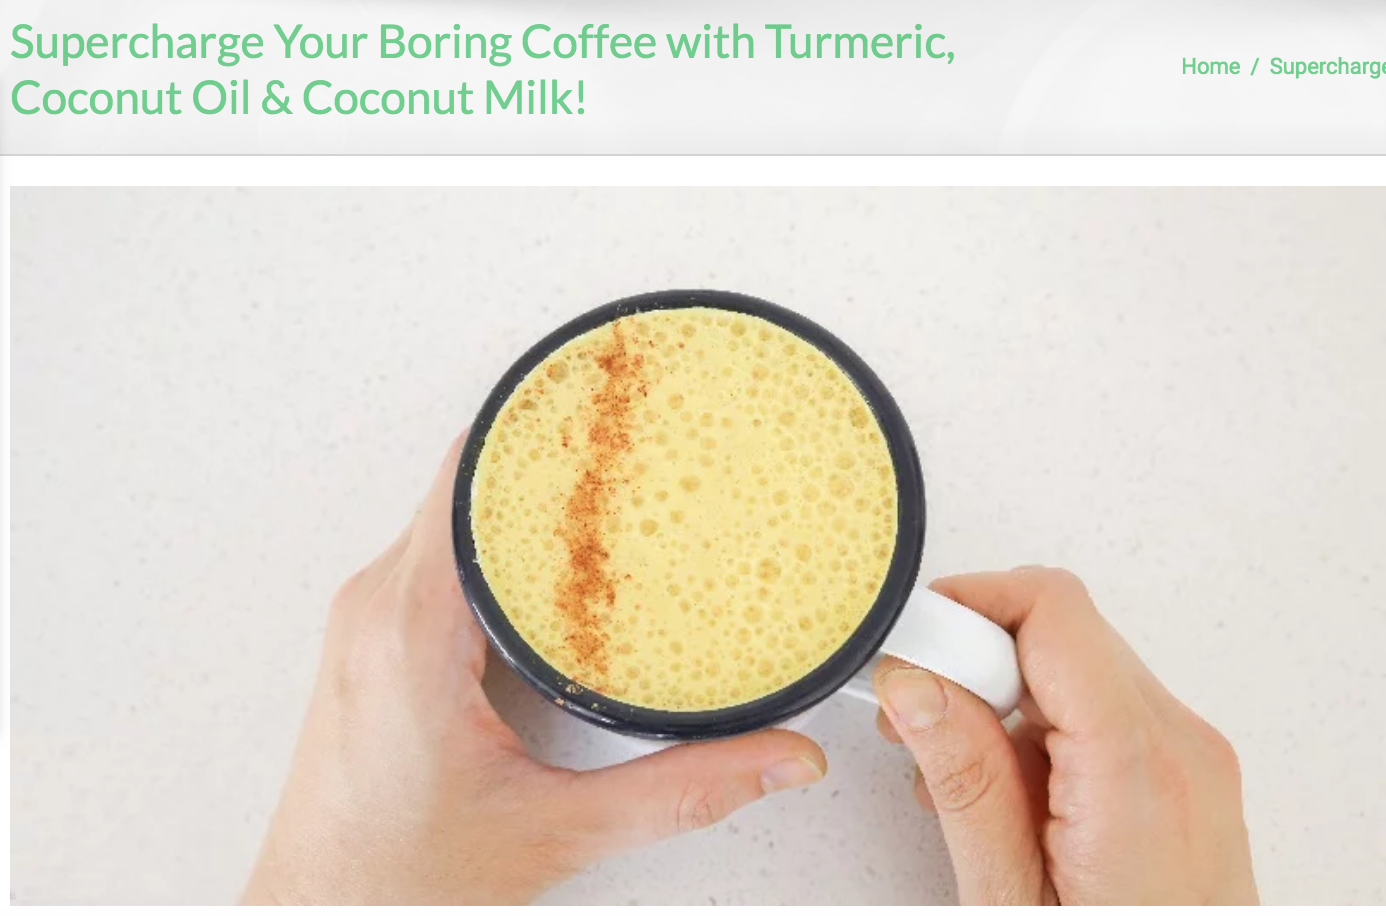 Supercharge Your Boring Coffee with Turmeric,
Coconut Oil & Coconut Milk!
Home / Supercharge